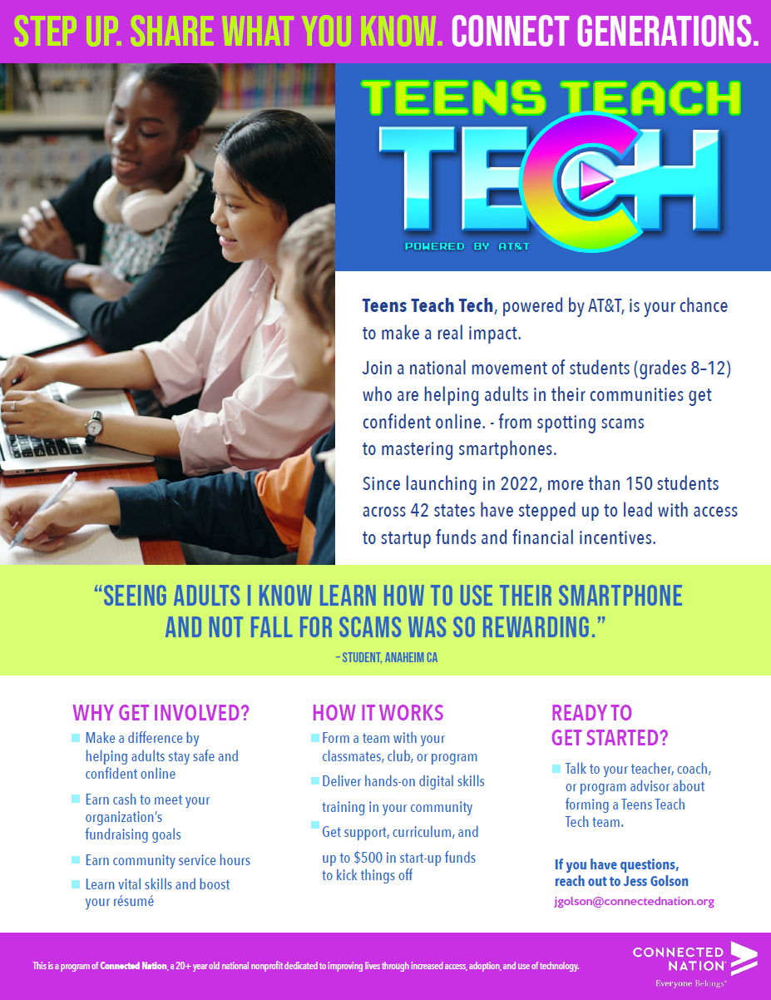 STEP UP. SHARE WHAT YOU KNOW. CONNECT GENERATIONS.
TEENS TEACH
TECH
POWERED BY AT&T
Teens Teach Tech, powered by AT&T, is your chance
to make a real impact.
Join a national movement of students (grades 8–12)
who are helping adults in their communities get
confident online. - from spotting scams
to mastering smartphones.
Since launching in 2022, more than 150 students
across 42 states have stepped up to lead with access
to startup funds and financial incentives.
“SEEING ADULTS I KNOW LEARN HOW TO USE THEIR SMARTPHONE
AND NOT FALL FOR SCAMS WAS SO REWARDING.”
– STUDENT, ANAHEIM CA
WHY GET INVOLVED?
Make a difference by
helping adults stay safe and
confident online
Earn cash to meet your
organization’s
fundraising goals
Earn community service hours
Learn vital skills and boost
your résumé
HOW IT WORKS
Form a team with your
classmates, club, or program
Deliver hands-on digital skills
training in your community
Get support, curriculum, and
up to $500 in start-up funds
to kick things off
READY TO
GET STARTED?
Talk to your teacher, coach,
or program advisor about
forming a Teens Teach
Tech team.
If you have questions,
reach out to Jess Golson
jgolson@connectednation.org
This is a program of Connected Nation, a 20+ year old national nonprofit dedicated to improving lives through increased access, adoption, and use of technology.
CONNECTED
NATION
Everyone Belongs